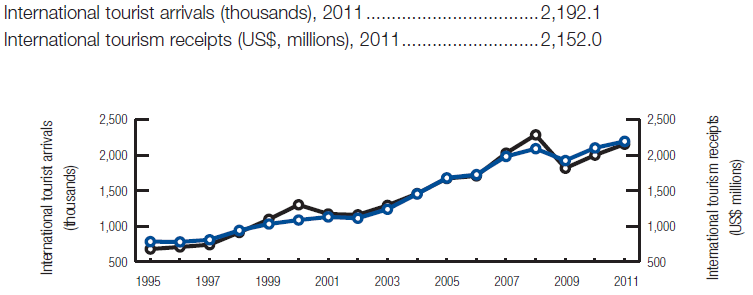 International tourist arrivals (thousands), 2011.................................2,192.1
International tourism receipts (US$, millions), 2011..........................2,152.0
International tourist arrivals
(thousands)
2,500
2,000
1,500
1,000
500
1995 1997 1999 2001 2003 2005 2007 2009 2011
2,500
2,000
1,500
1,000
500
International tourism receipts
(US$ millions)